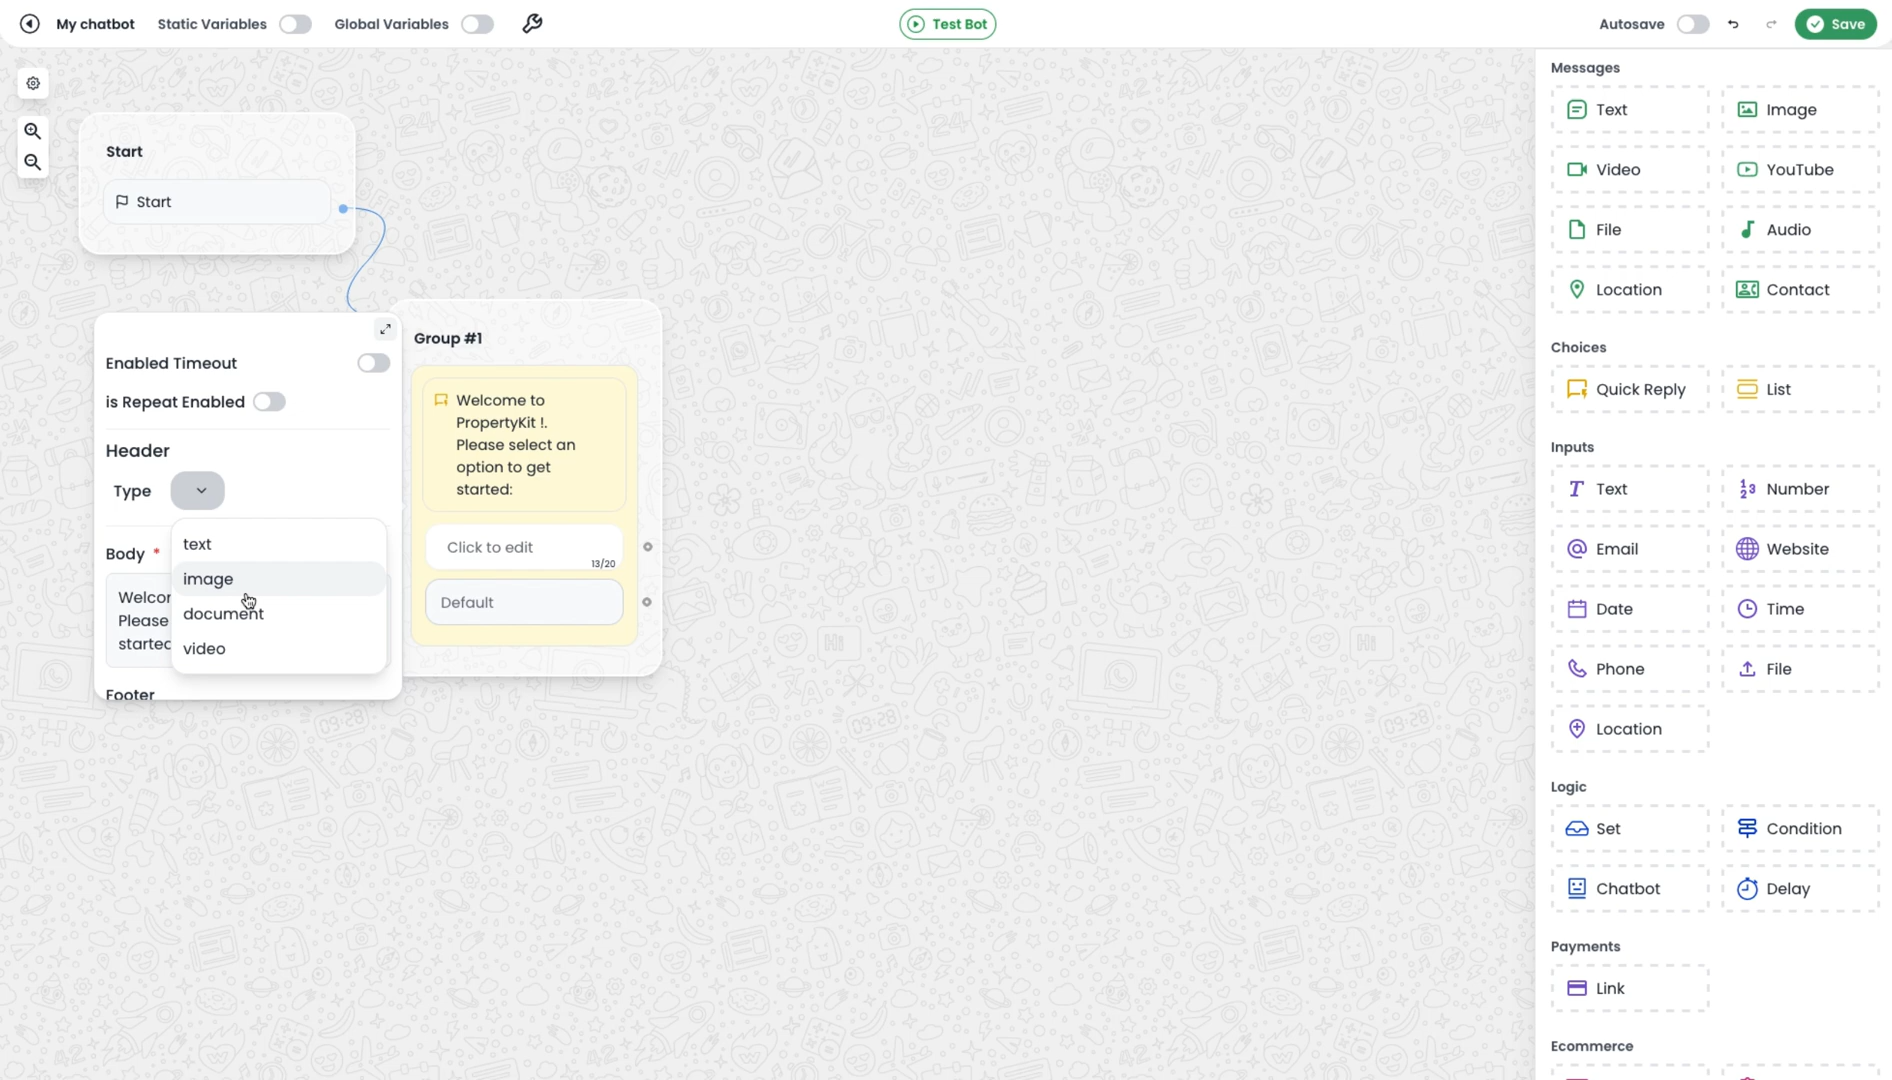 My chatbot
Static Variables
Global Variables
Test Bot
Autosave
Save
Start
Start
Enabled Timeout
is Repeat Enabled
Header
Type
text
image
document
video
Body *
Please
Footer
Group #1
Welcome to
PropertyKit !.
Please select an
option to get
started:
Click to edit
13/20
Default
Messages
Text
Image
Video
YouTube
File
Audio
Location
Contact
Choices
Quick Reply
List
Inputs
Text
Number
Email
Website
Date
Time
Phone
File
Location
Logic
Set
Condition
Chatbot
Delay
Payments
Link
Ecommerce